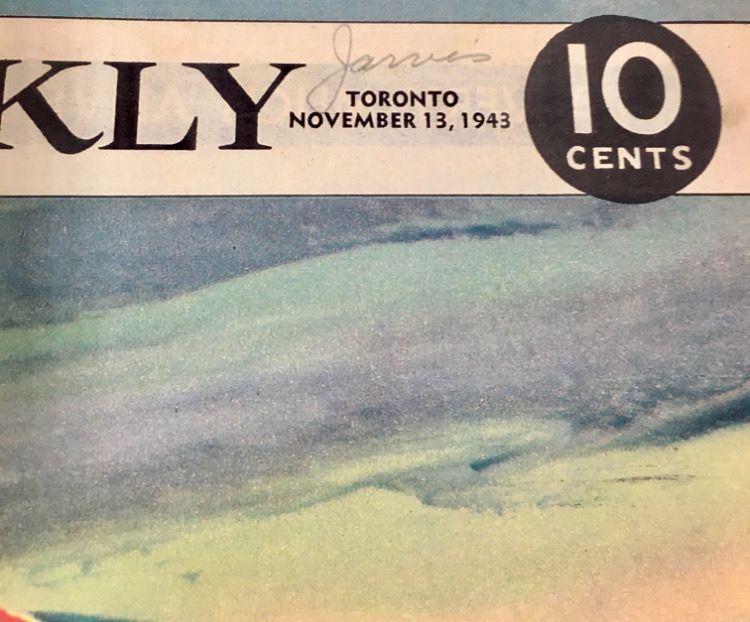 Jarvis
KLY
TORONTO
NOVEMBER 13, 1943
10
CENTS